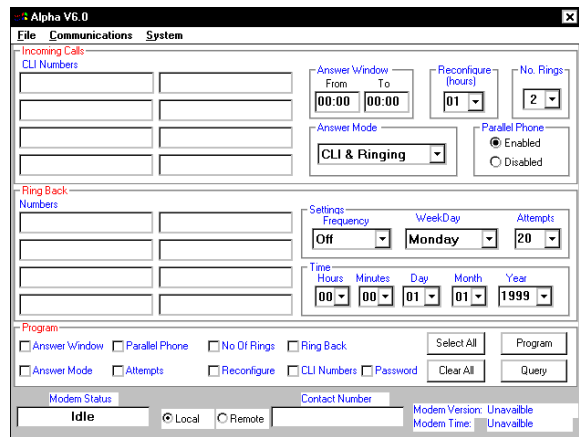 Alpha V6.0
File Communications System
Incoming Calls
CLI Numbers
Answer Window
From To
00:00 00:00
Reconfigure
(hours)
01
No. Rings
2
Answer Mode
CLI & Ringing
Parallel Phone
Enabled
Disabled
Ring Back
Numbers
Settings
Frequency WeekDay Attempts
Off Monday 20
Time
Hours Minutes Day Month Year
00 00 01 01 1999
Program
Answer Window Parallel Phone No Of Rings Ring Back Select All Program
Answer Mode Attempts Reconfigure CLI Numbers Password Clear All Query
Modem Status Contact Number
Idle Local Remote
Modem Version: Unavailble
Modem Time: Unavailble